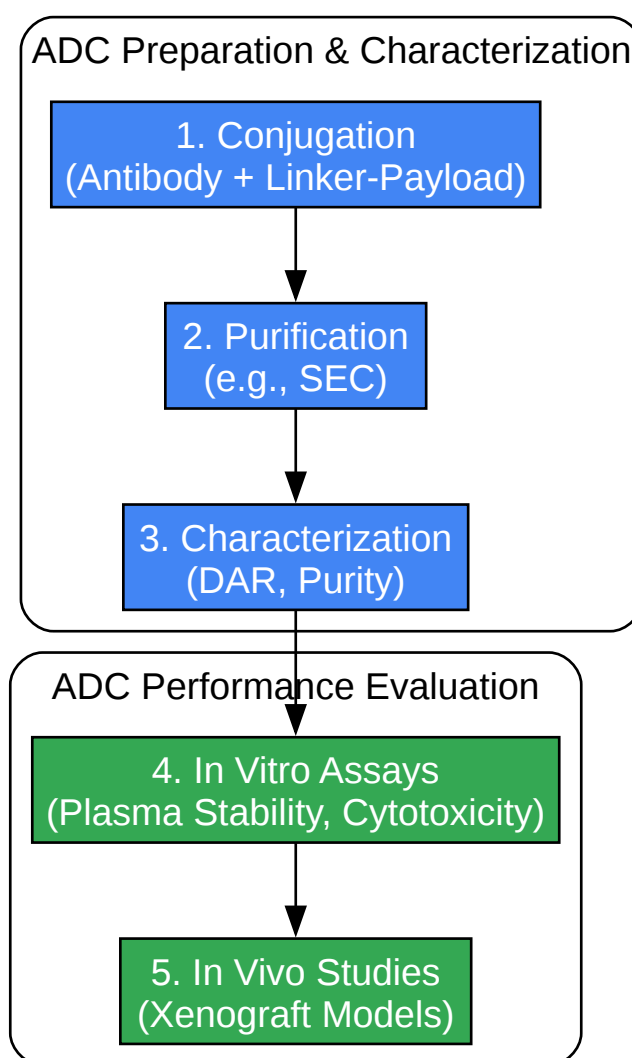 ADC Preparation & Characterization
1. Conjugation
(Antibody + Linker-Payload)
2. Purification
(e.g., SEC)
3. Characterization
(DAR, Purity)
ADC Performance Evaluation
4. In Vitro Assays
(Plasma Stability, Cytotoxicity)
5. In Vivo Studies
(Xenograft Models)